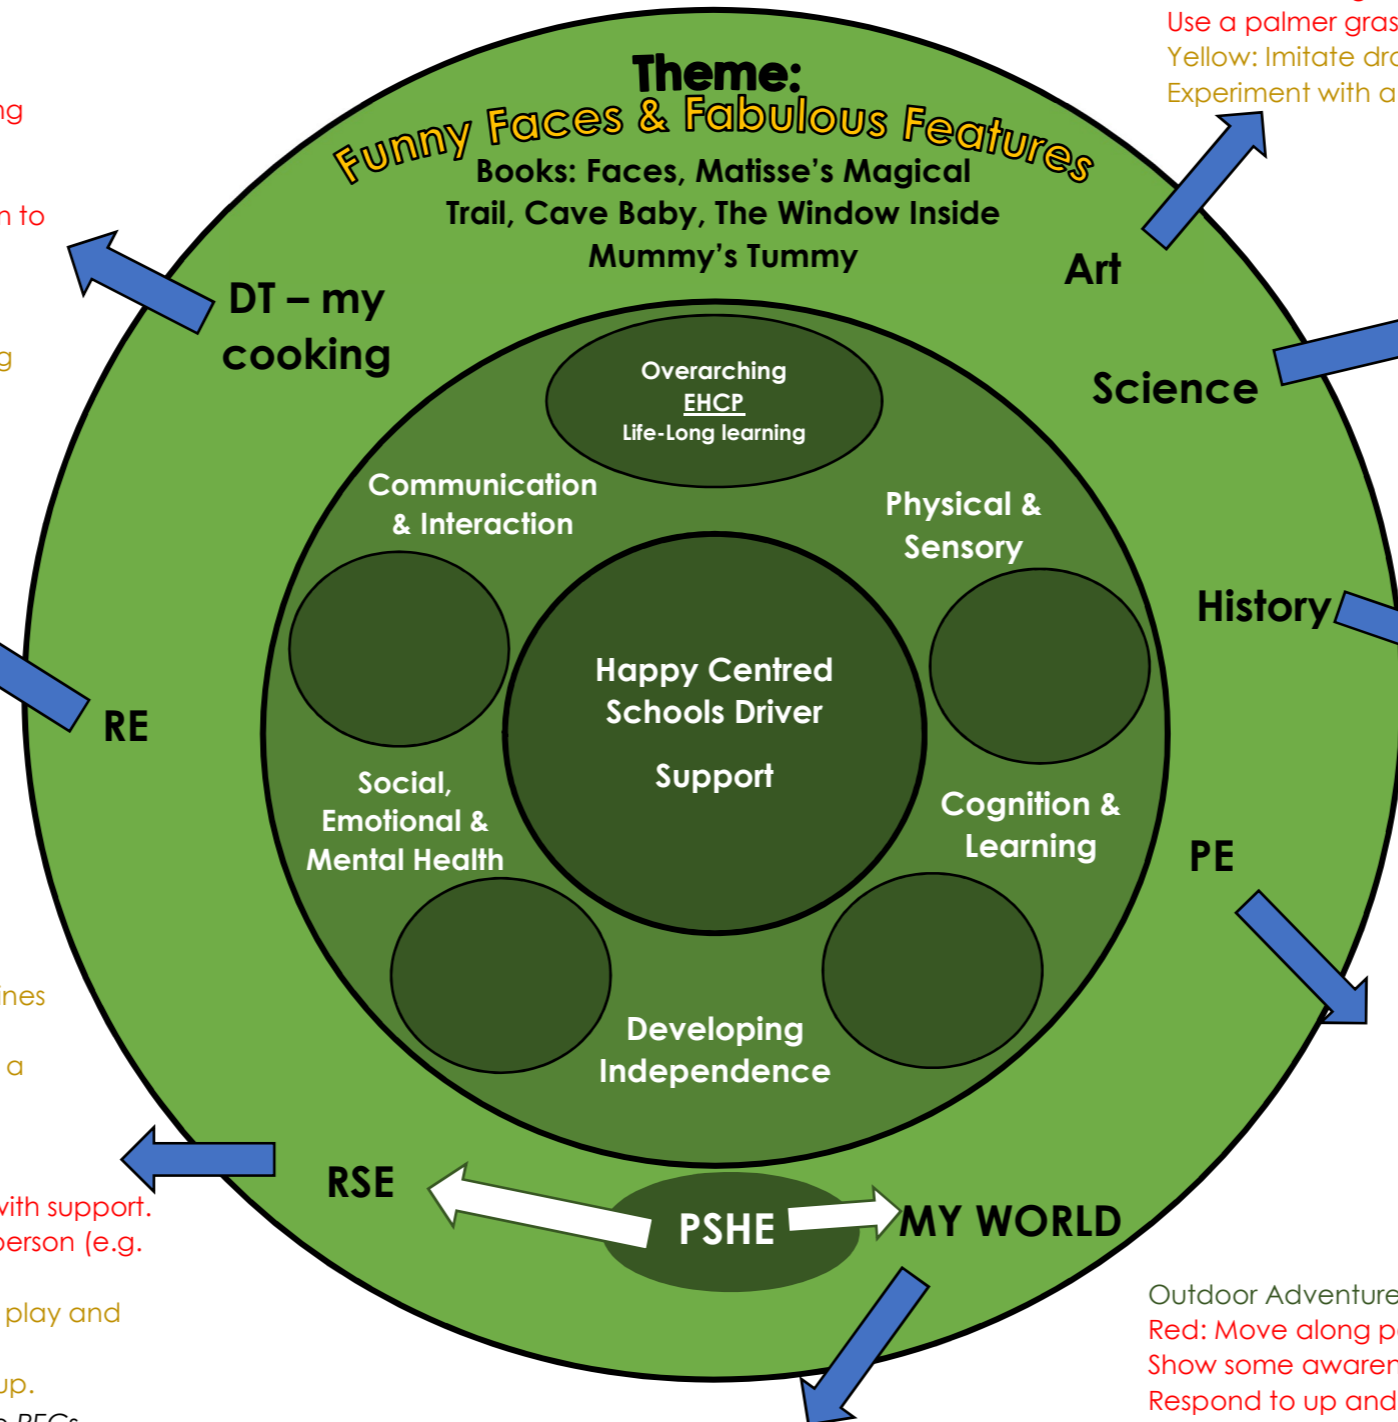 Use a palmer gras
Yellow: Imitate dra
Experiment with a
ng
n to
g
Theme:
Funny Faces & Fabulous Features
Books: Faces, Matisse's Magical
Trail, Cave Baby, The Window Inside
Mummy's Tummy
DT – my
cooking
Art
Science
History
PE
RE
Overarching
EHCP
Life-Long learning
Communication
& Interaction
Physical &
Sensory
Happy Centred
Schools Driver
Support
Social,
Emotional &
Mental Health
Cognition &
Learning
Developing
Independence
RSE
PSHE
MY WORLD
ines
a
with support.
person (e.g.
play and
up.
PECs
Outdoor Adventure
Red: Move along p
Show some awaren
Respond to up and